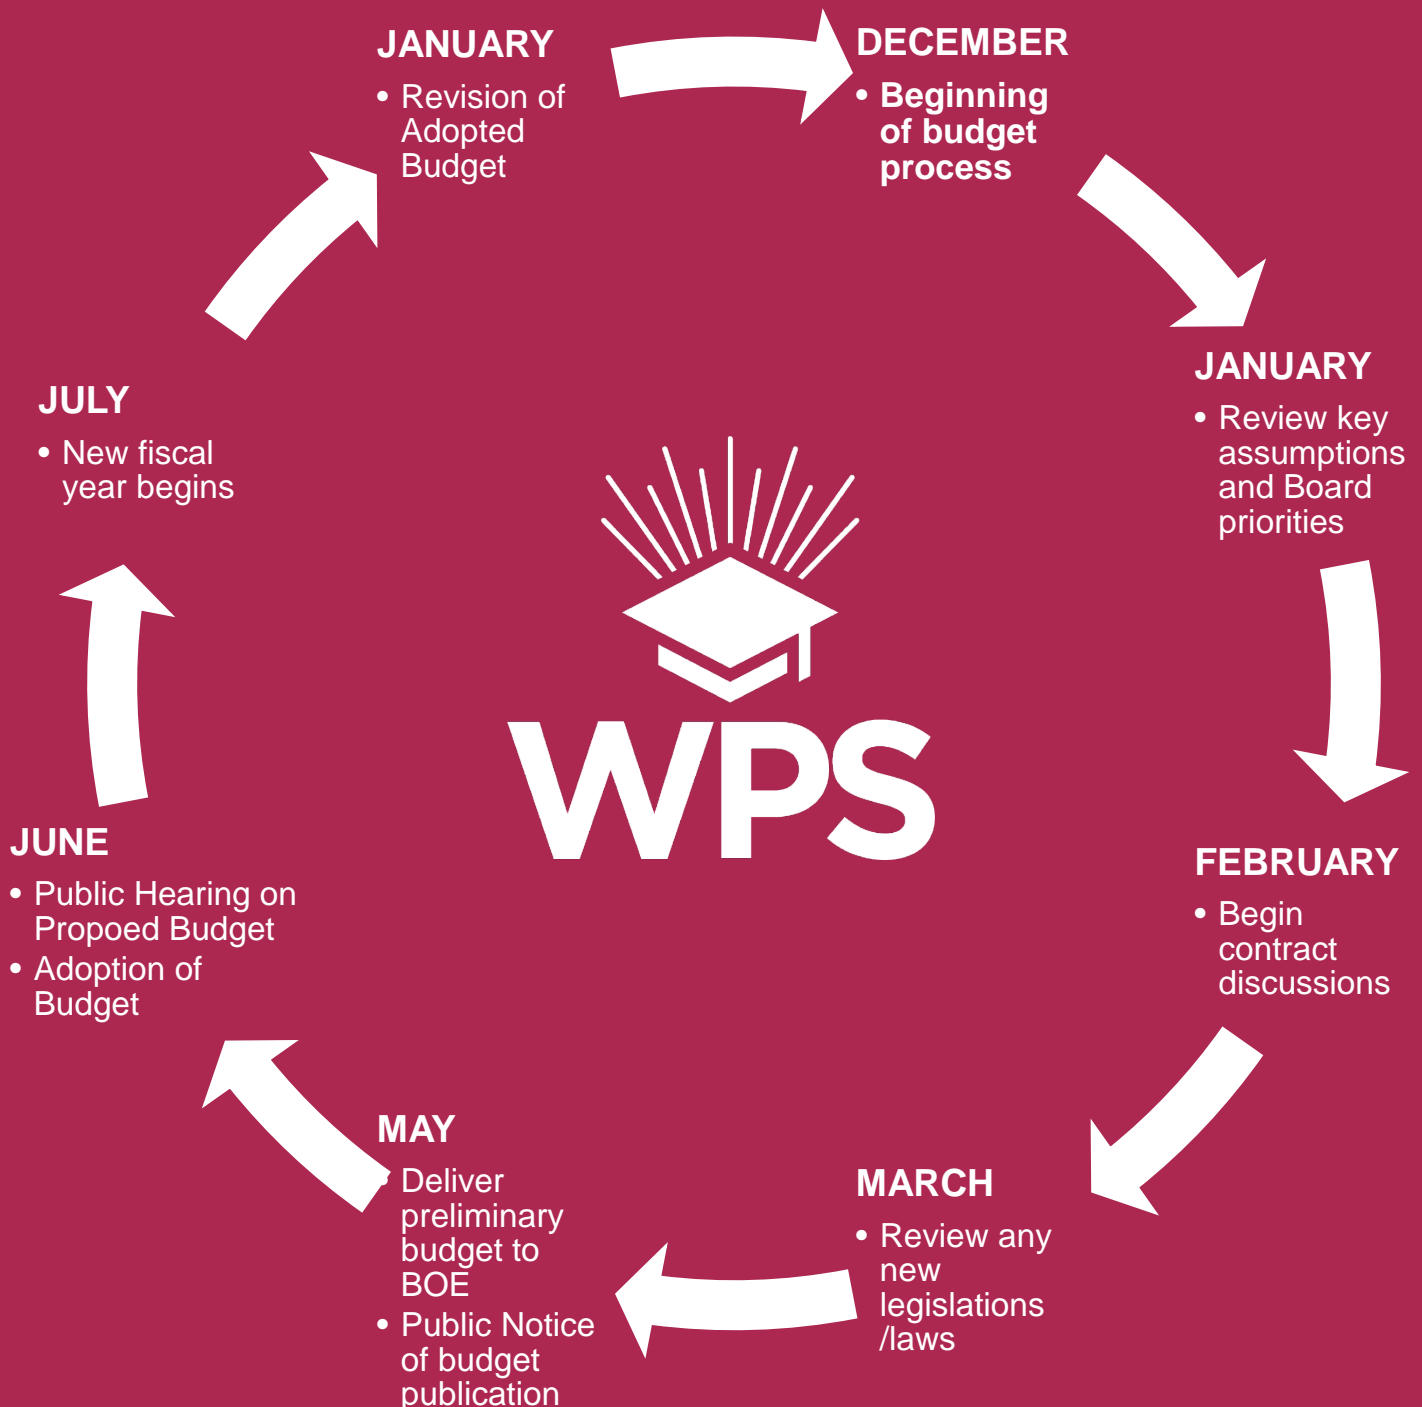 JANUARY
• Revision of
Adopted
Budget
DECEMBER
• Beginning
of budget
process
JANUARY
• Review key
assumptions
and Board
priorities
FEBRUARY
• Begin
contract
discussions
MARCH
• Review any
new
legislations
/laws
MAY
• Deliver
preliminary
budget to
BOE
• Public Notice
of budget
publication
JUNE
• Public Hearing on
Propoed Budget
• Adoption of
Budget
JULY
• New fiscal
year begins
WPS